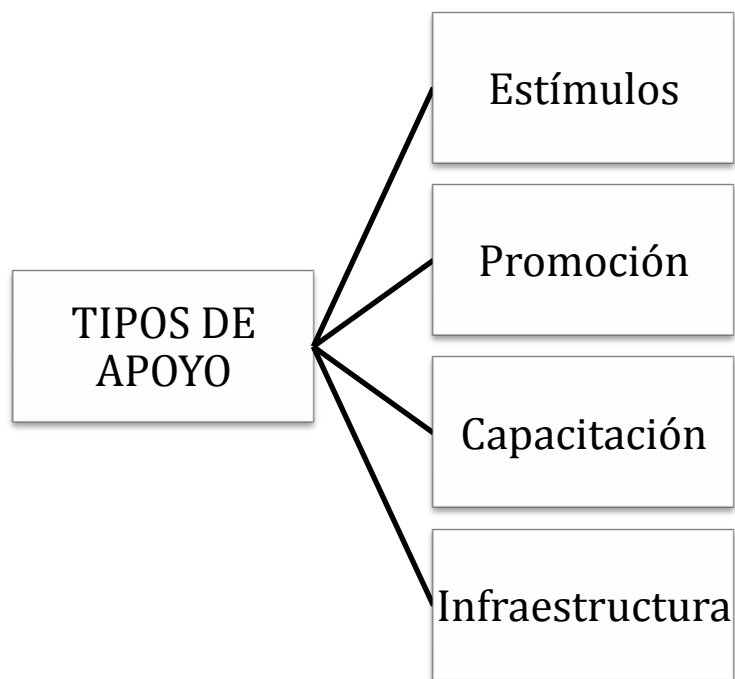 Estímulos
Promoción
TIPOS DE
APOYO
Capacitación
Infraestructura